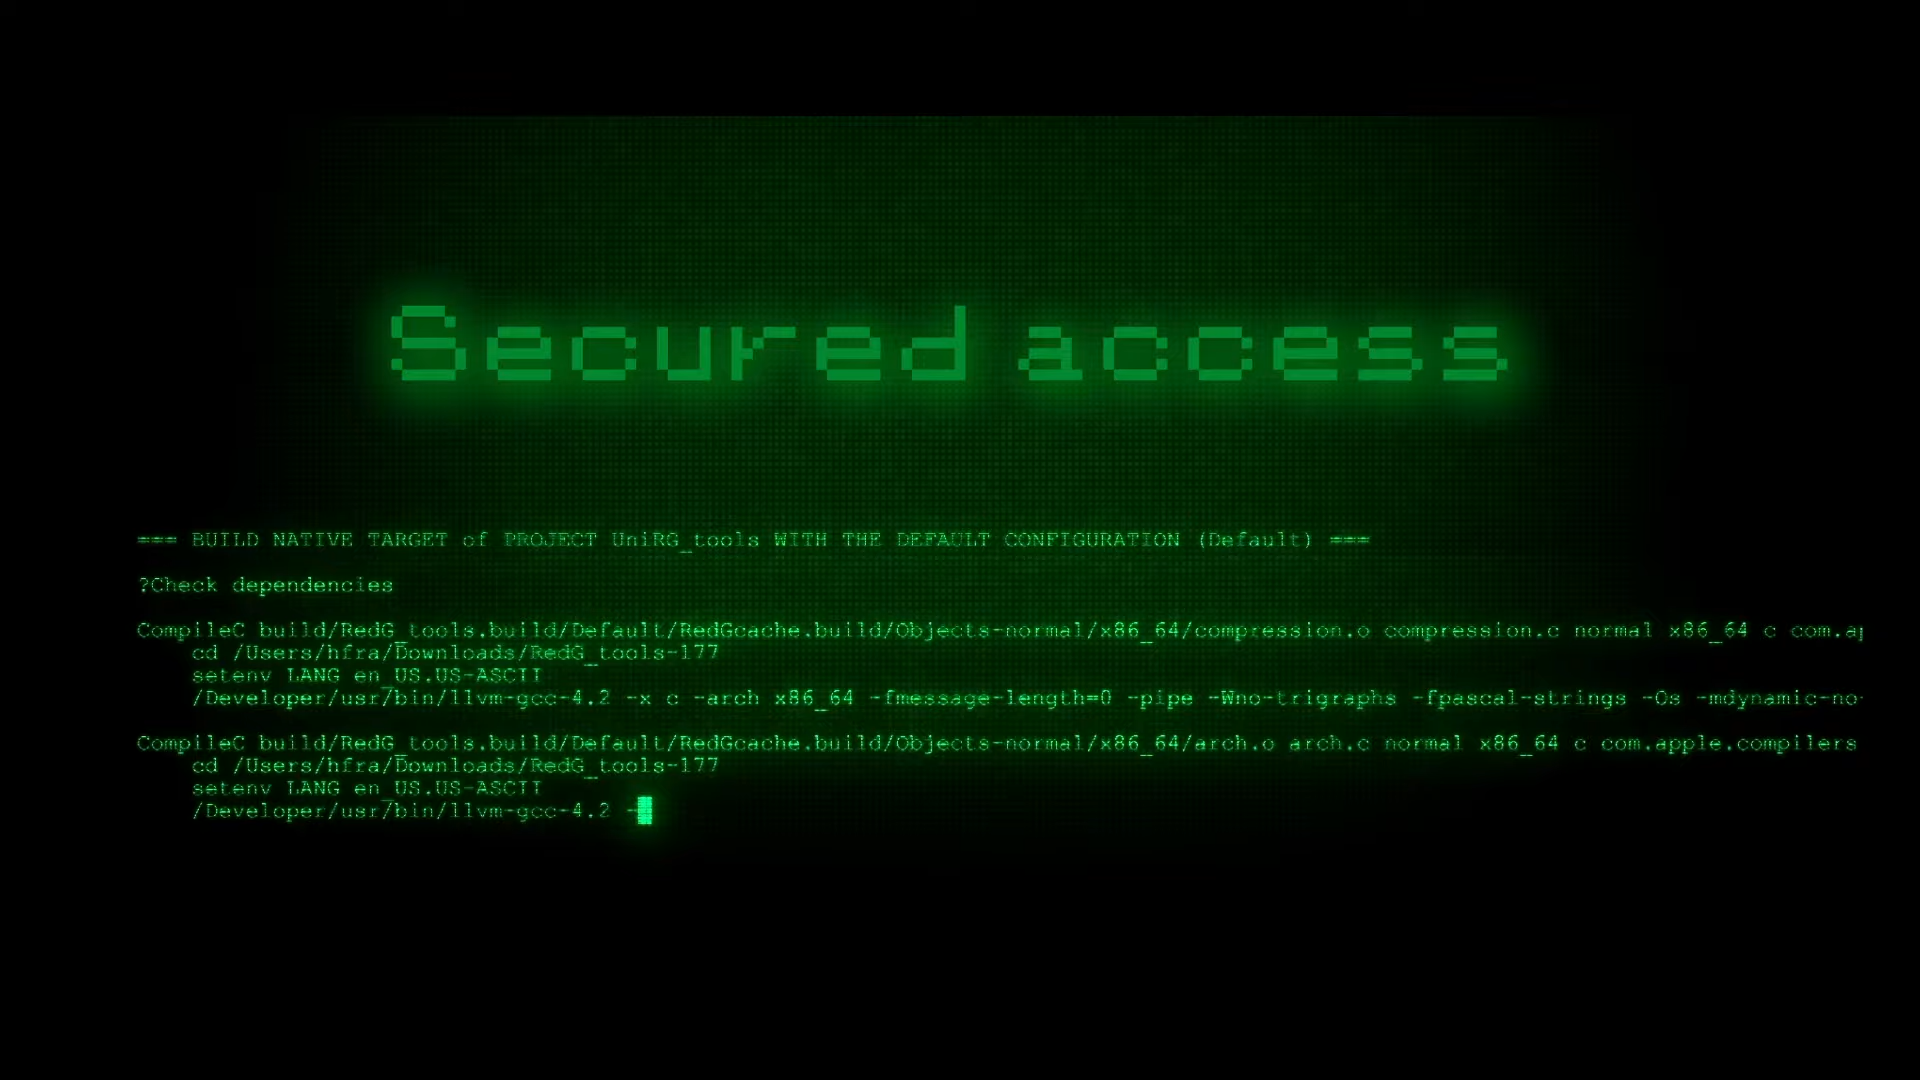 Secured access
=== BUILD NATIVE TARGET of PROJECT UniRG_tools WITH THE DEFAULT CONFIGURATION (Default) ===
?Check dependencies
CompileC build/RedG_tools.build/Default/RedGcache.build/Objects-normal/x86_64/compression.o compression.c normal x86_64 c com.ap
cd /Users/hfra/Downloads/RedG_tools-177
setenv LANG en_US.US-ASCII
/Developer/usr/bin/llvm-gcc-4.2 -x c -arch x86_64 -fmessage-length=0 -pipe -Wno-trigraphs -fpascal-strings -Os -mdynamic-no-
CompileC build/RedG_tools.build/Default/RedGcache.build/Objects-normal/x86_64/arch.o arch.c normal x86_64 c com.apple.compilers
cd /Users/hfra/Downloads/RedG_tools-177
setenv LANG en_US.US-ASCII
/Developer/usr/bin/llvm-gcc-4.2 -